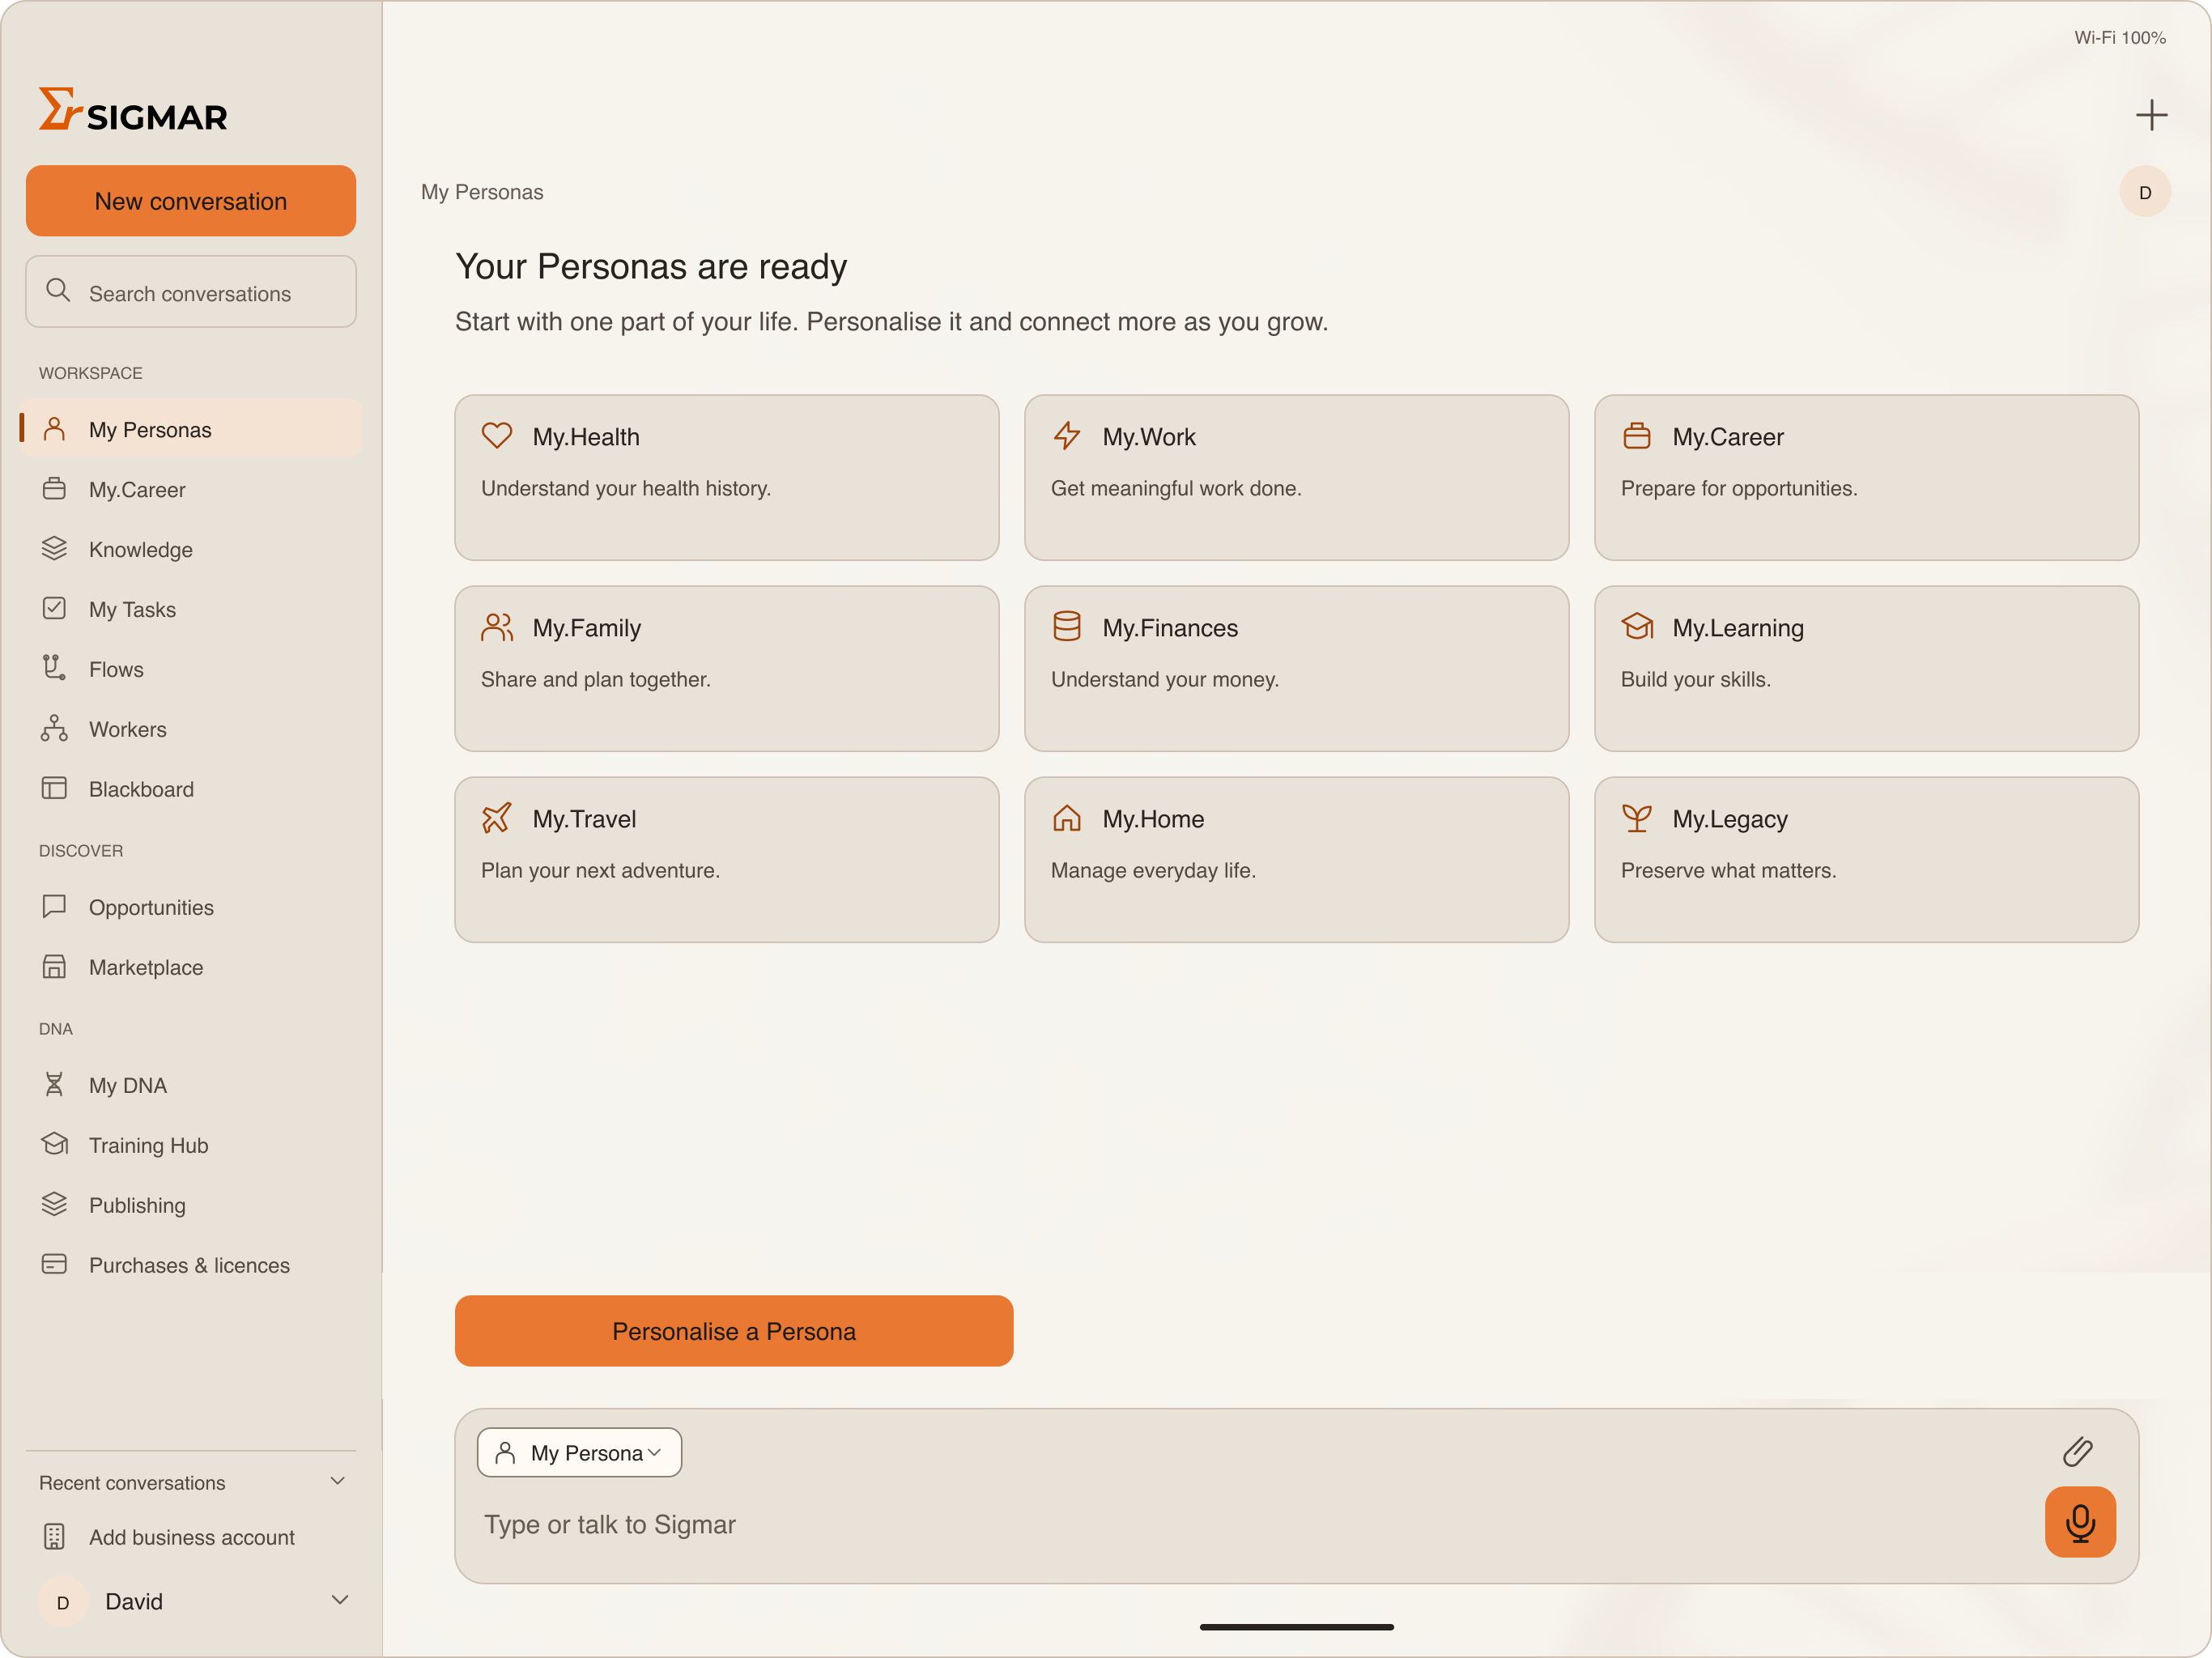 Wi-Fi 100%
Σr SIGMAR
New conversation
Search conversations
WORKSPACE
My Personas
My.Career
Knowledge
My Tasks
Flows
Workers
Blackboard
DISCOVER
Opportunities
Marketplace
DNA
My DNA
Training Hub
Publishing
Purchases & licences
Recent conversations
Add business account
D David
My Personas
D
Your Personas are ready
Start with one part of your life. Personalise it and connect more as you grow.
My.Health
Understand your health history.
My.Work
Get meaningful work done.
My.Career
Prepare for opportunities.
My.Family
Share and plan together.
My.Finances
Understand your money.
My.Learning
Build your skills.
My.Travel
Plan your next adventure.
My.Home
Manage everyday life.
My.Legacy
Preserve what matters.
Personalise a Persona
My Persona
Type or talk to Sigmar